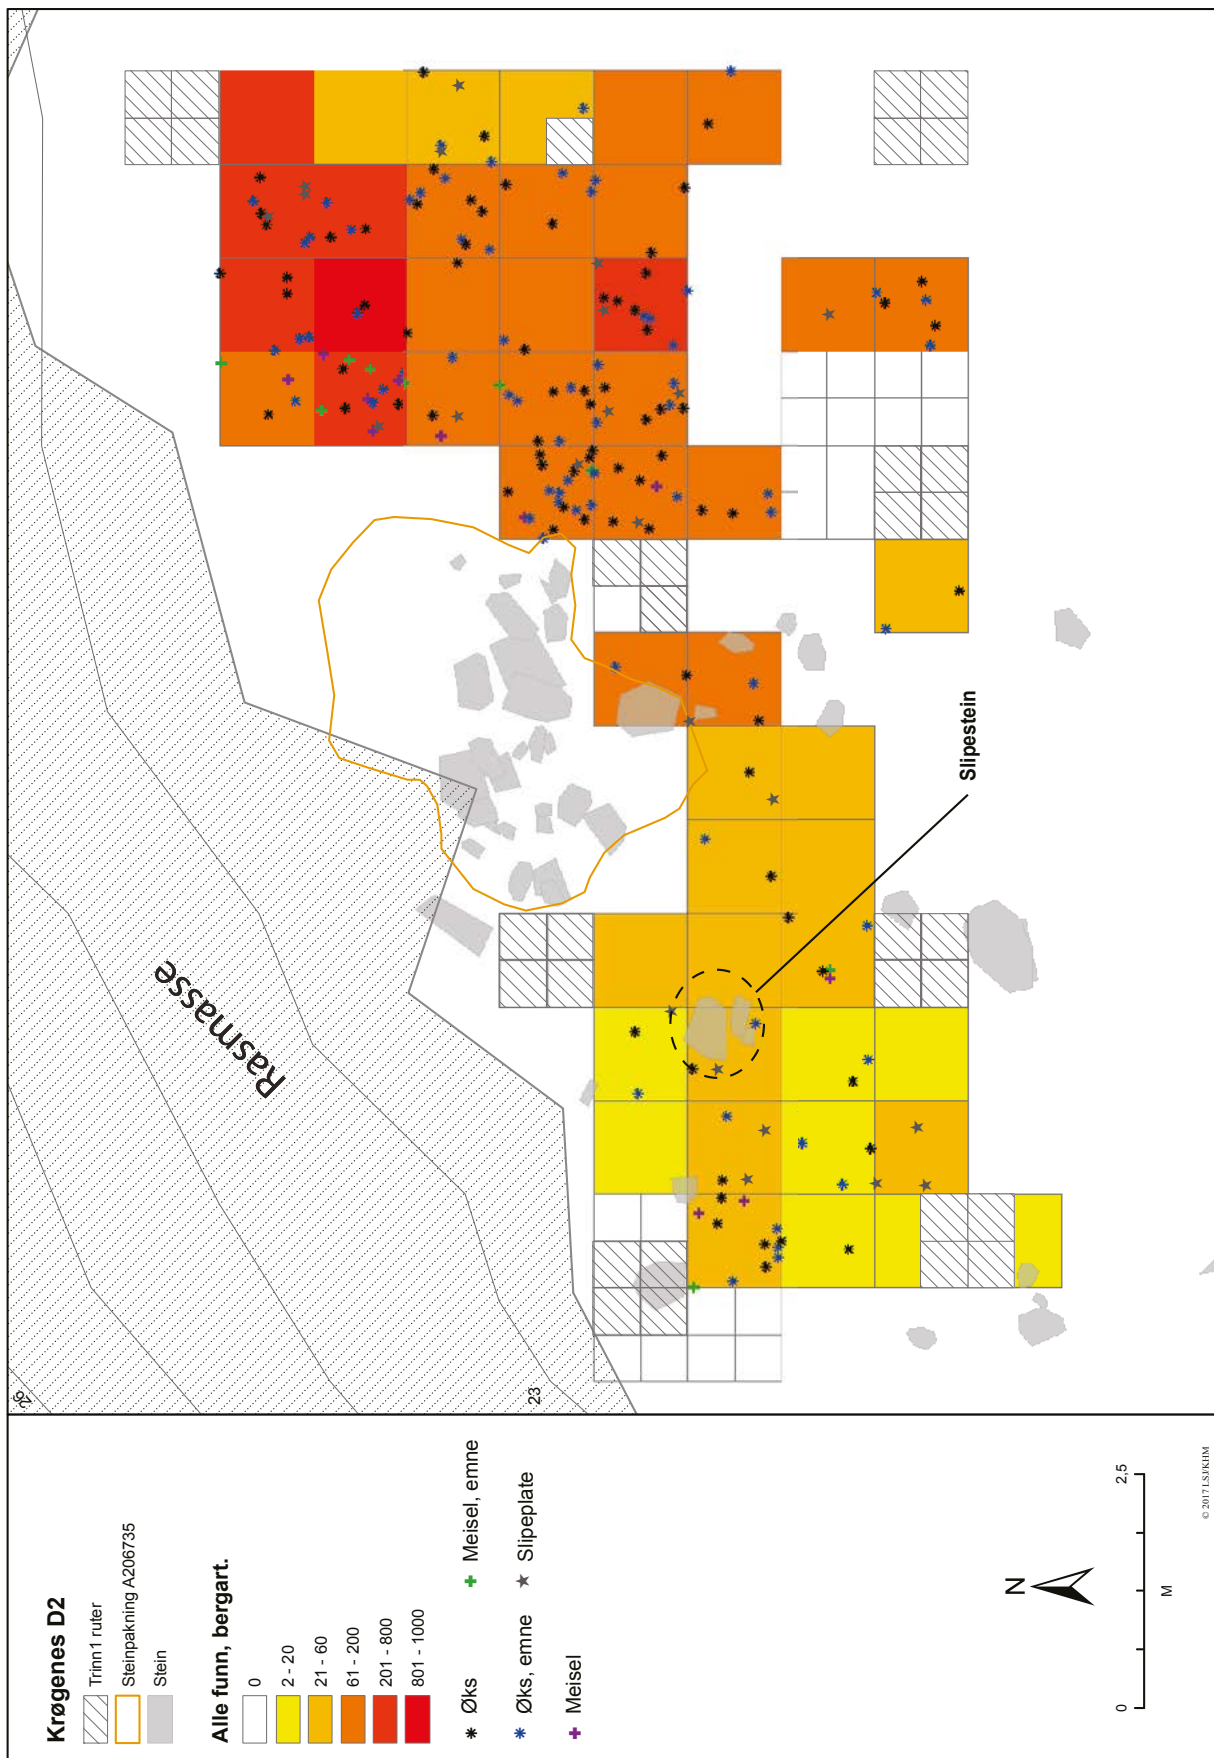 Krøgenes D2
Trinn1 ruter
Steinpakning A206735
Stein
Alle funn, bergart.
0
2 - 20
21 - 60
61 - 200
201 - 800
801 - 1000
Øks
Øks, emne
Meisel
Meisel, emne
Slipeplate
N
0
2,5
M
© 2017 LSJ/KHM
Rasmasse
Slipestein
26
23